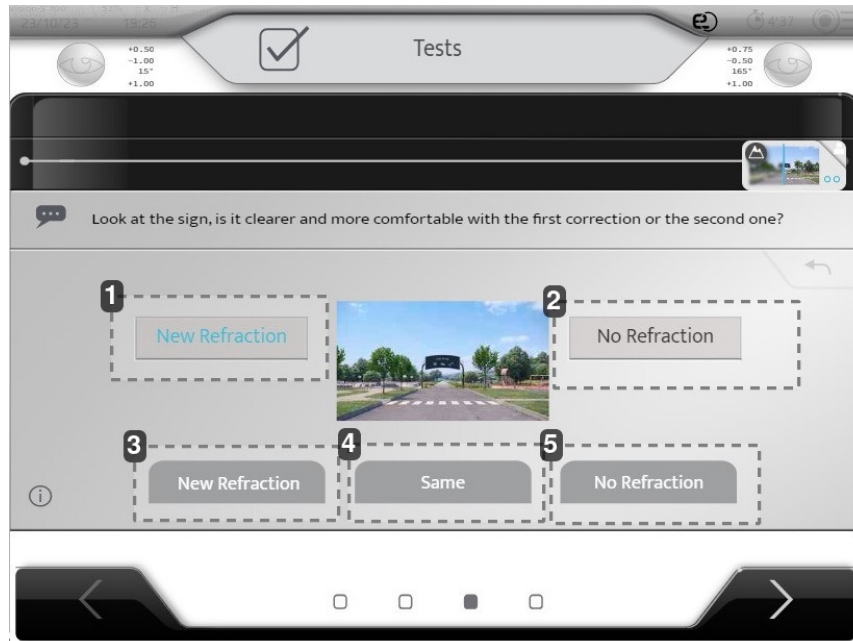 23/10/23
19:26
Tests
4'37
+0.50
-1.00
15°
+1.00
+0.75
-0.50
165°
+1.00
Look at the sign, is it clearer and more comfortable with the first correction or the second one?
1
New Refraction
2
No Refraction
3
New Refraction
4
Same
5
No Refraction